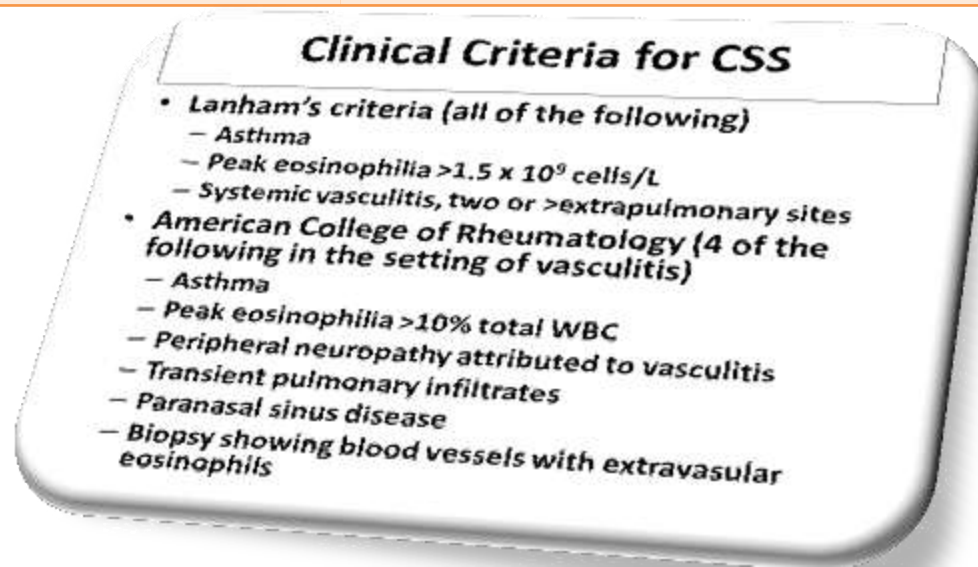 Clinical Criteria for CSS
• Lanham's criteria (all of the following)
– Asthma
– Peak eosinophilia >1.5 x 10⁹ cells/L
– Systemic vasculitis, two or >extrapulmonary sites
• American College of Rheumatology (4 of the
following in the setting of vasculitis)
– Asthma
– Peak eosinophilia >10% total WBC
– Peripheral neuropathy attributed to vasculitis
– Transient pulmonary infiltrates
– Paranasal sinus disease
– Biopsy showing blood vessels with extravasular
eosinophils